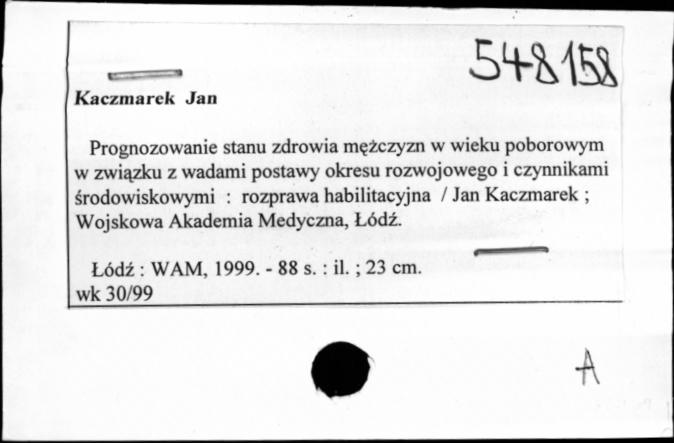 548158
Kaczmarek Jan
Prognozowanie stanu zdrowia mężczyzn w wieku poborowym
w związku z wadami postawy okresu rozwojowego i czynnikami
środowiskowymi : rozprawa habilitacyjna / Jan Kaczmarek ;
Wojskowa Akademia Medyczna, Łódź.
Łódź : WAM, 1999. - 88 s. : il. ; 23 cm.
wk 30/99
A